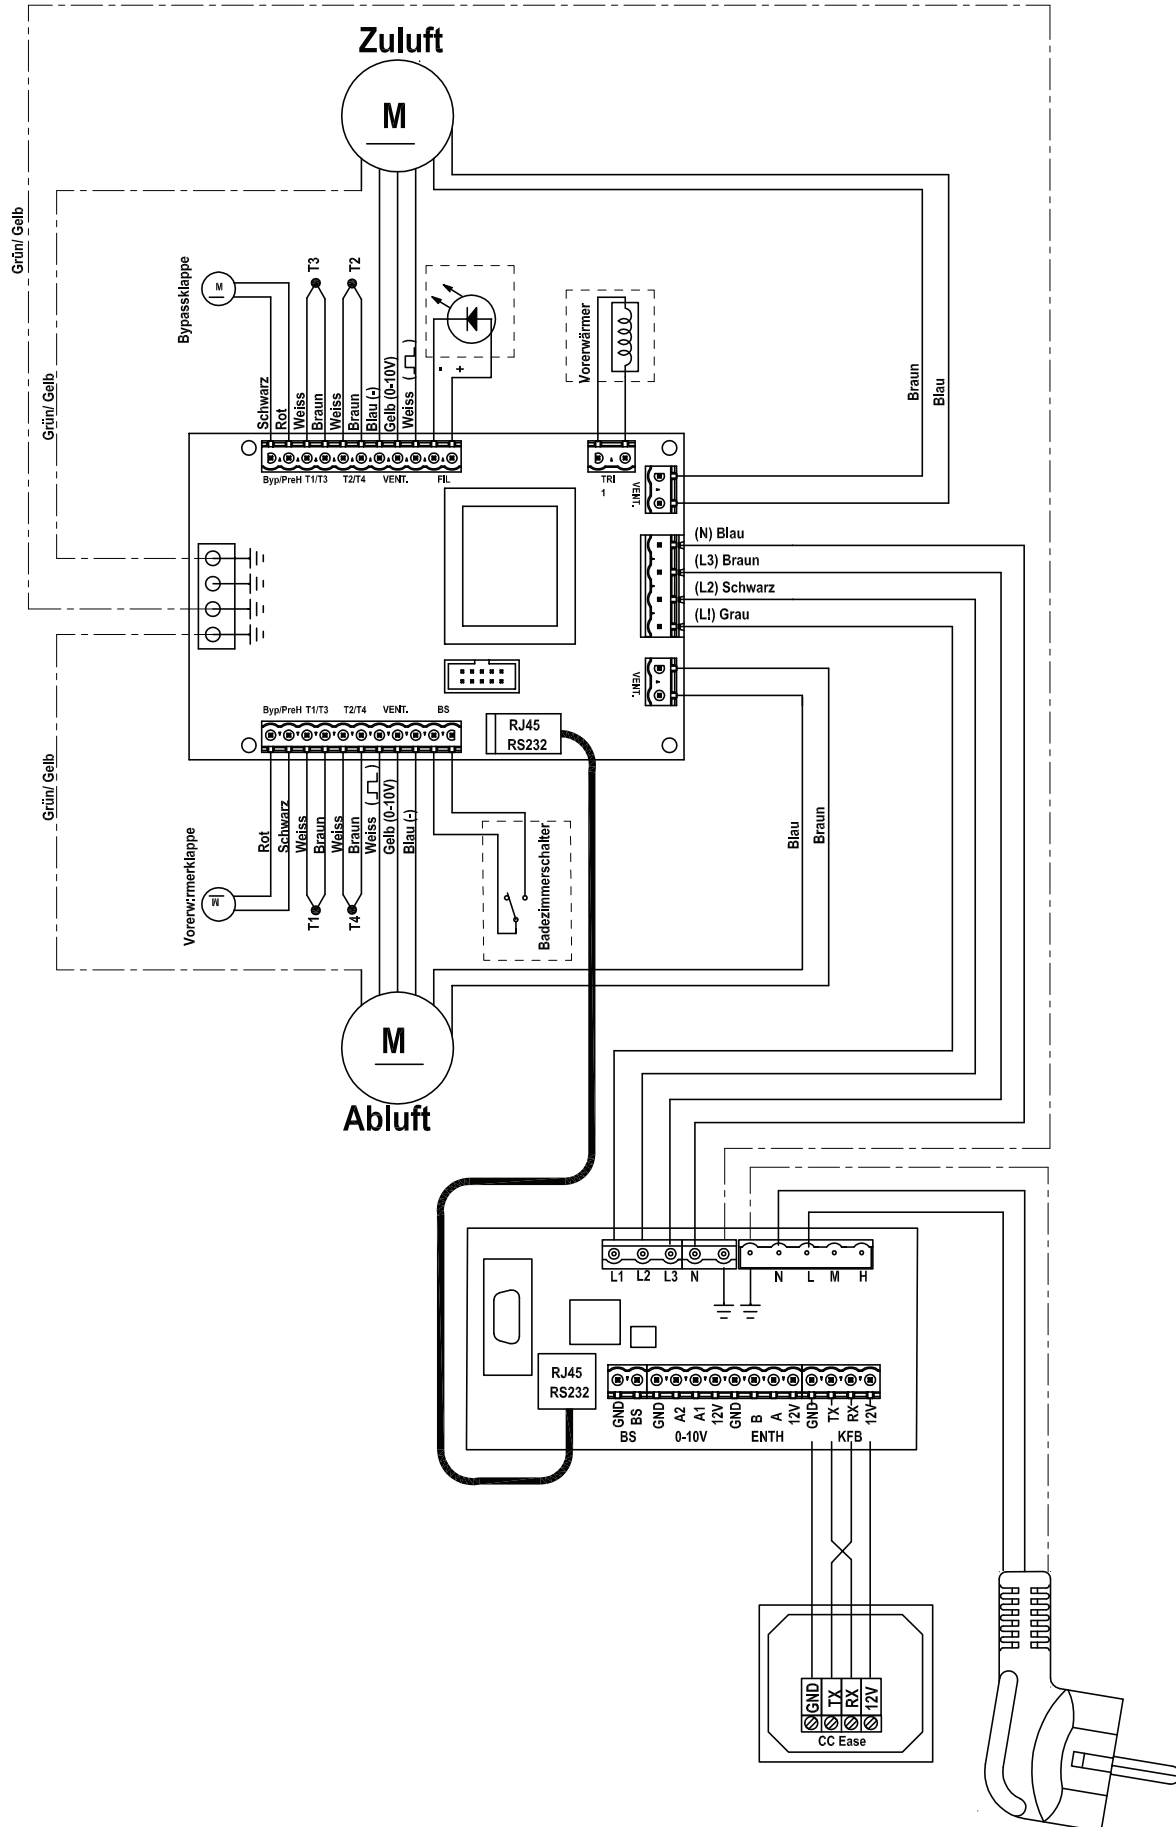 Zuluft
M
Grün/ Gelb
Grün/ Gelb
Bypassklappe
M
T3
T2
Schwarz
Rot
Weiss
Braun
Weiss
Braun
Blau (-)
Gelb (0-10V)
Weiss ( )
- +
Vorerwärmer
Braun
Blau
Byp/PreH T1/T3 T2/T4 VENT. FIL
TRI
1
VENT.
(N) Blau
(L3) Braun
(L2) Schwarz
(L!) Grau
VENT.
Byp/PreH T1/T3 T2/T4 VENT. BS
RJ45
RS232
Grün/ Gelb
Rot
Schwarz
Weiss
Braun
Weiss
Braun
Weiss ( )
Gelb (0-10V)
Blau (-)
Blau
Braun
Vorerw:rmerklappe
M
T1
T4
Badezimmerschalter
M
Abluft
L1 L2 L3 N
N L M H
RJ45
RS232
GND
BS
GND
A2
A1
12V
GND
B
A
12V
GND
TX
RX
12V
BS 0-10V ENTH KFB
GND
TX
RX
12V
CC Ease